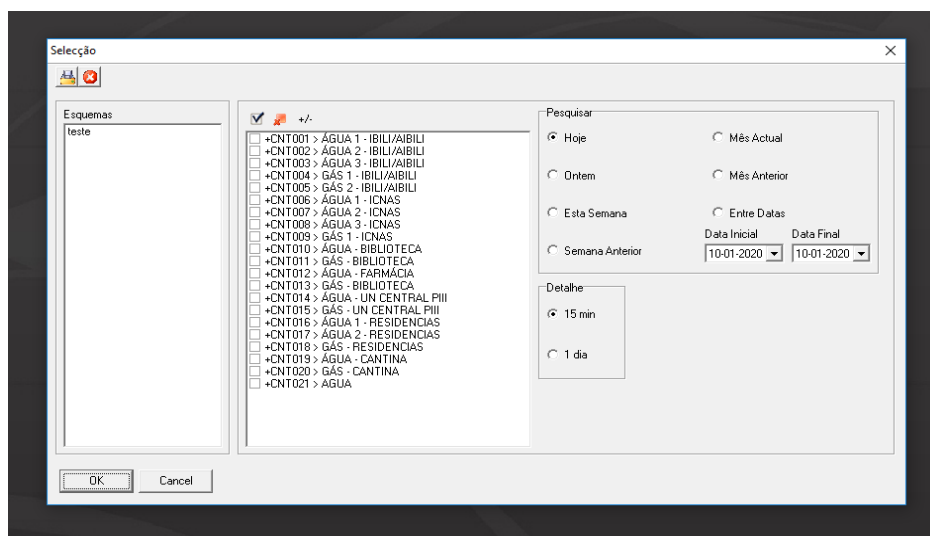 Selecção
Esquemas
teste
+/-
+CNT001 > ÁGUA 1 - IBILI/AIBILI
+CNT002 > ÁGUA 2 - IBILI/AIBILI
+CNT003 > ÁGUA 3 - IBILI/AIBILI
+CNT004 > GÁS 1 - IBILI/AIBILI
+CNT005 > GÁS 2 - IBILI/AIBILI
+CNT006 > ÁGUA 1 - ICNAS
+CNT007 > ÁGUA 2 - ICNAS
+CNT008 > ÁGUA 3 - ICNAS
+CNT009 > GÁS 1 - ICNAS
+CNT010 > ÁGUA - BIBLIOTECA
+CNT011 > GÁS - BIBLIOTECA
+CNT012 > ÁGUA - FARMÁCIA
+CNT013 > GÁS - BIBLIOTECA
+CNT014 > ÁGUA - UN CENTRAL PIII
+CNT015 > GÁS - UN CENTRAL PIII
+CNT016 > ÁGUA 1 - RESIDENCIAS
+CNT017 > ÁGUA 2 - RESIDENCIAS
+CNT018 > GÁS - RESIDENCIAS
+CNT019 > ÁGUA - CANTINA
+CNT020 > GÁS - CANTINA
+CNT021 > AGUA
Pesquisar
Hoje
Mês Actual
Ontem
Mês Anterior
Esta Semana
Entre Datas
Data Inicial
Data Final
Semana Anterior
10-01-2020
10-01-2020
Detalhe
15 min
1 dia
OK
Cancel